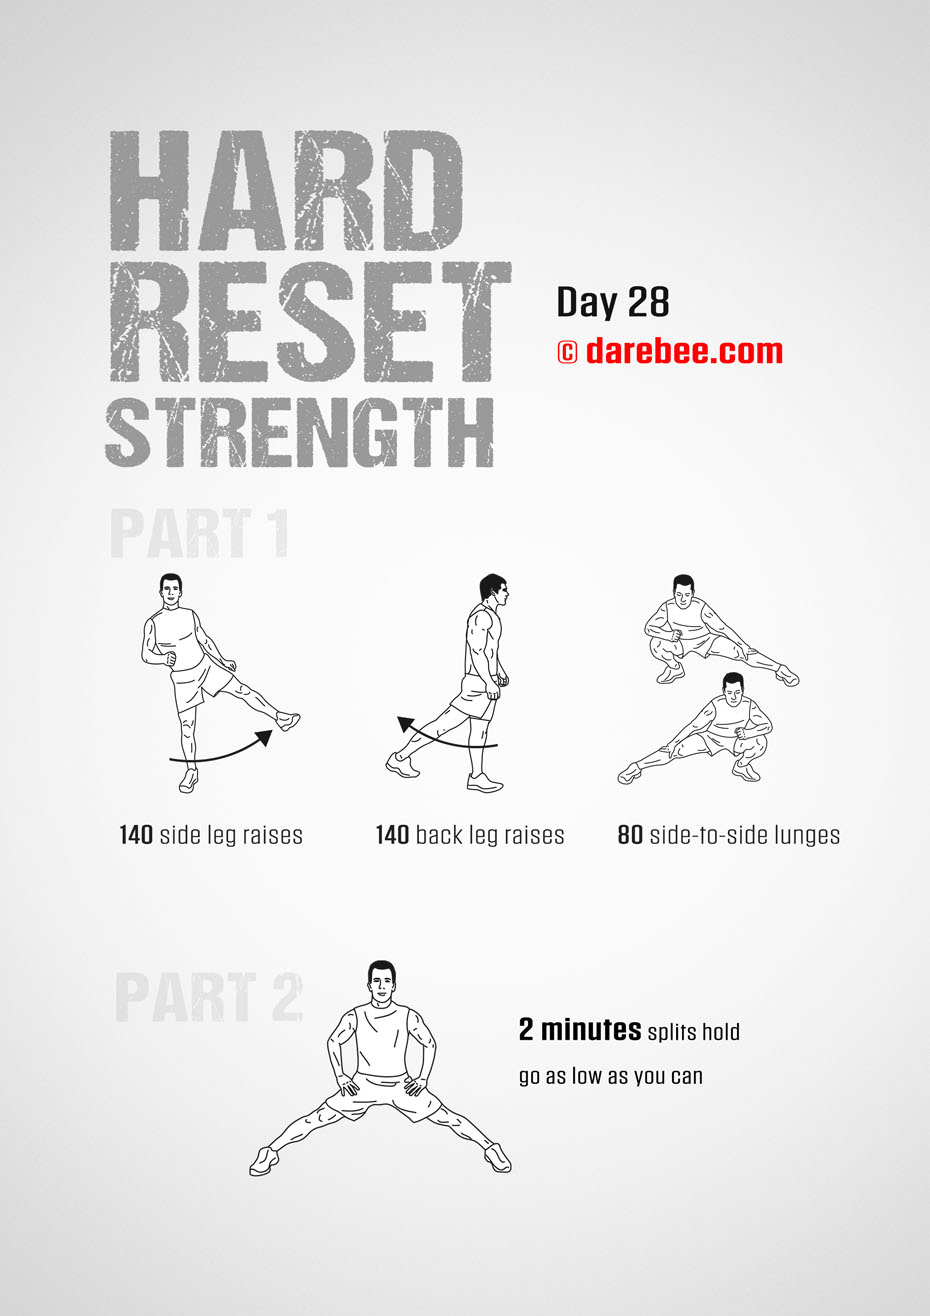 HARD
RESET
STRENGTH
Day 28
© darebee.com
PART 1
140 side leg raises
140 back leg raises
80 side-to-side lunges
PART 2
2 minutes splits hold
go as low as you can